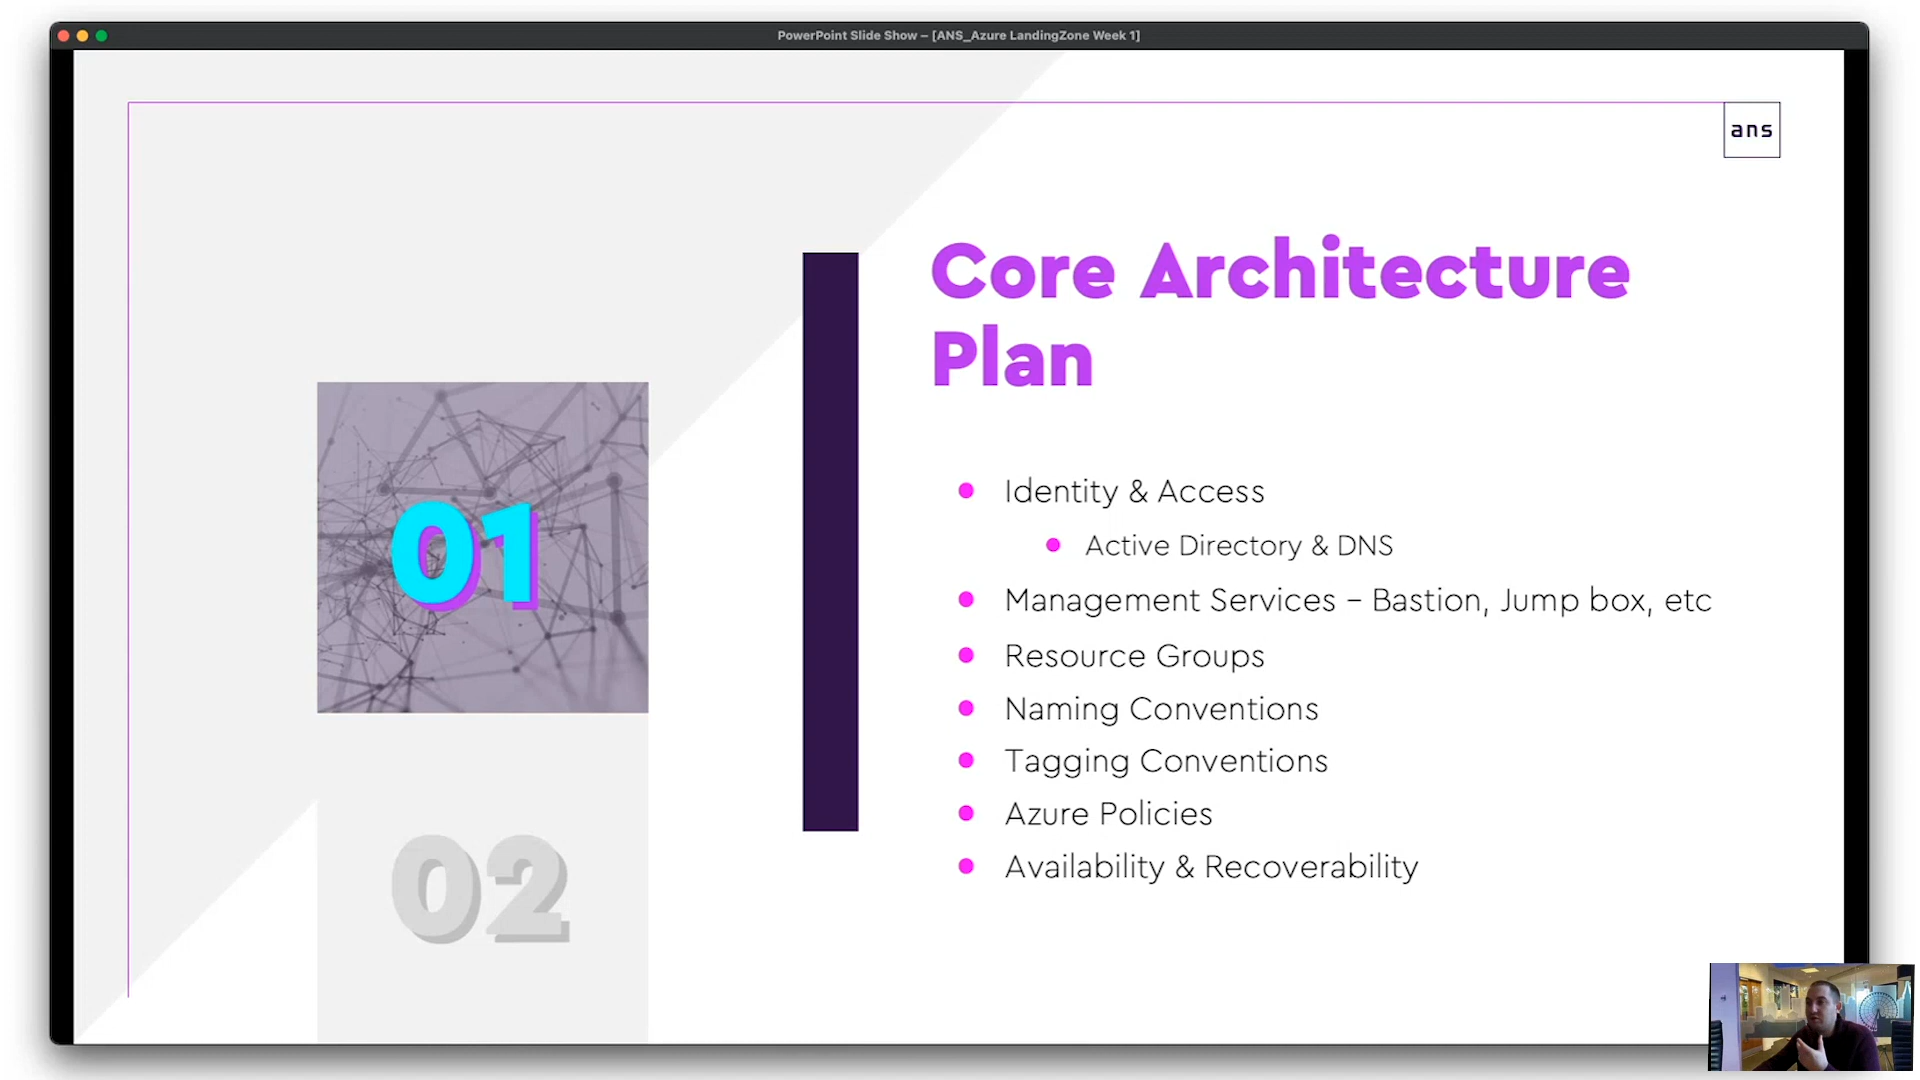 PowerPoint Slide Show – [ANS_Azure LandingZone Week 1]
ans
Core Architecture
Plan
01
Identity & Access
Active Directory & DNS
Management Services – Bastion, Jump box, etc
Resource Groups
Naming Conventions
Tagging Conventions
Azure Policies
Availability & Recoverability
02